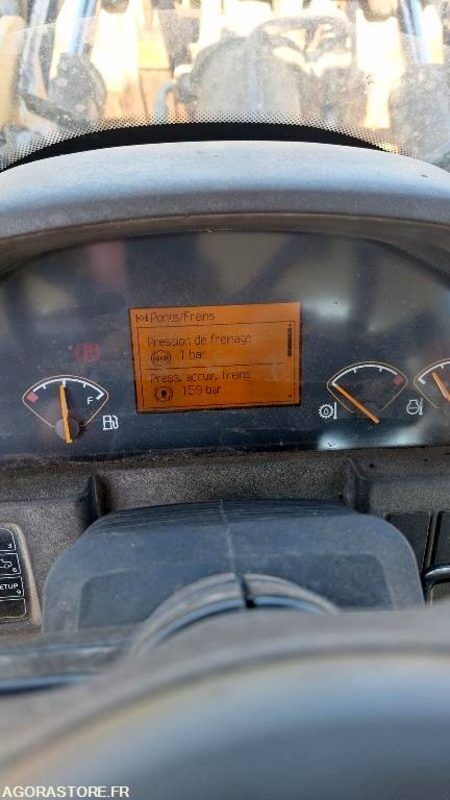 Ponts/Freins
Pression de freinage
1 bar
Press. accum. freins
159 bar
P
F
SETUP
AGORASTORE.FR